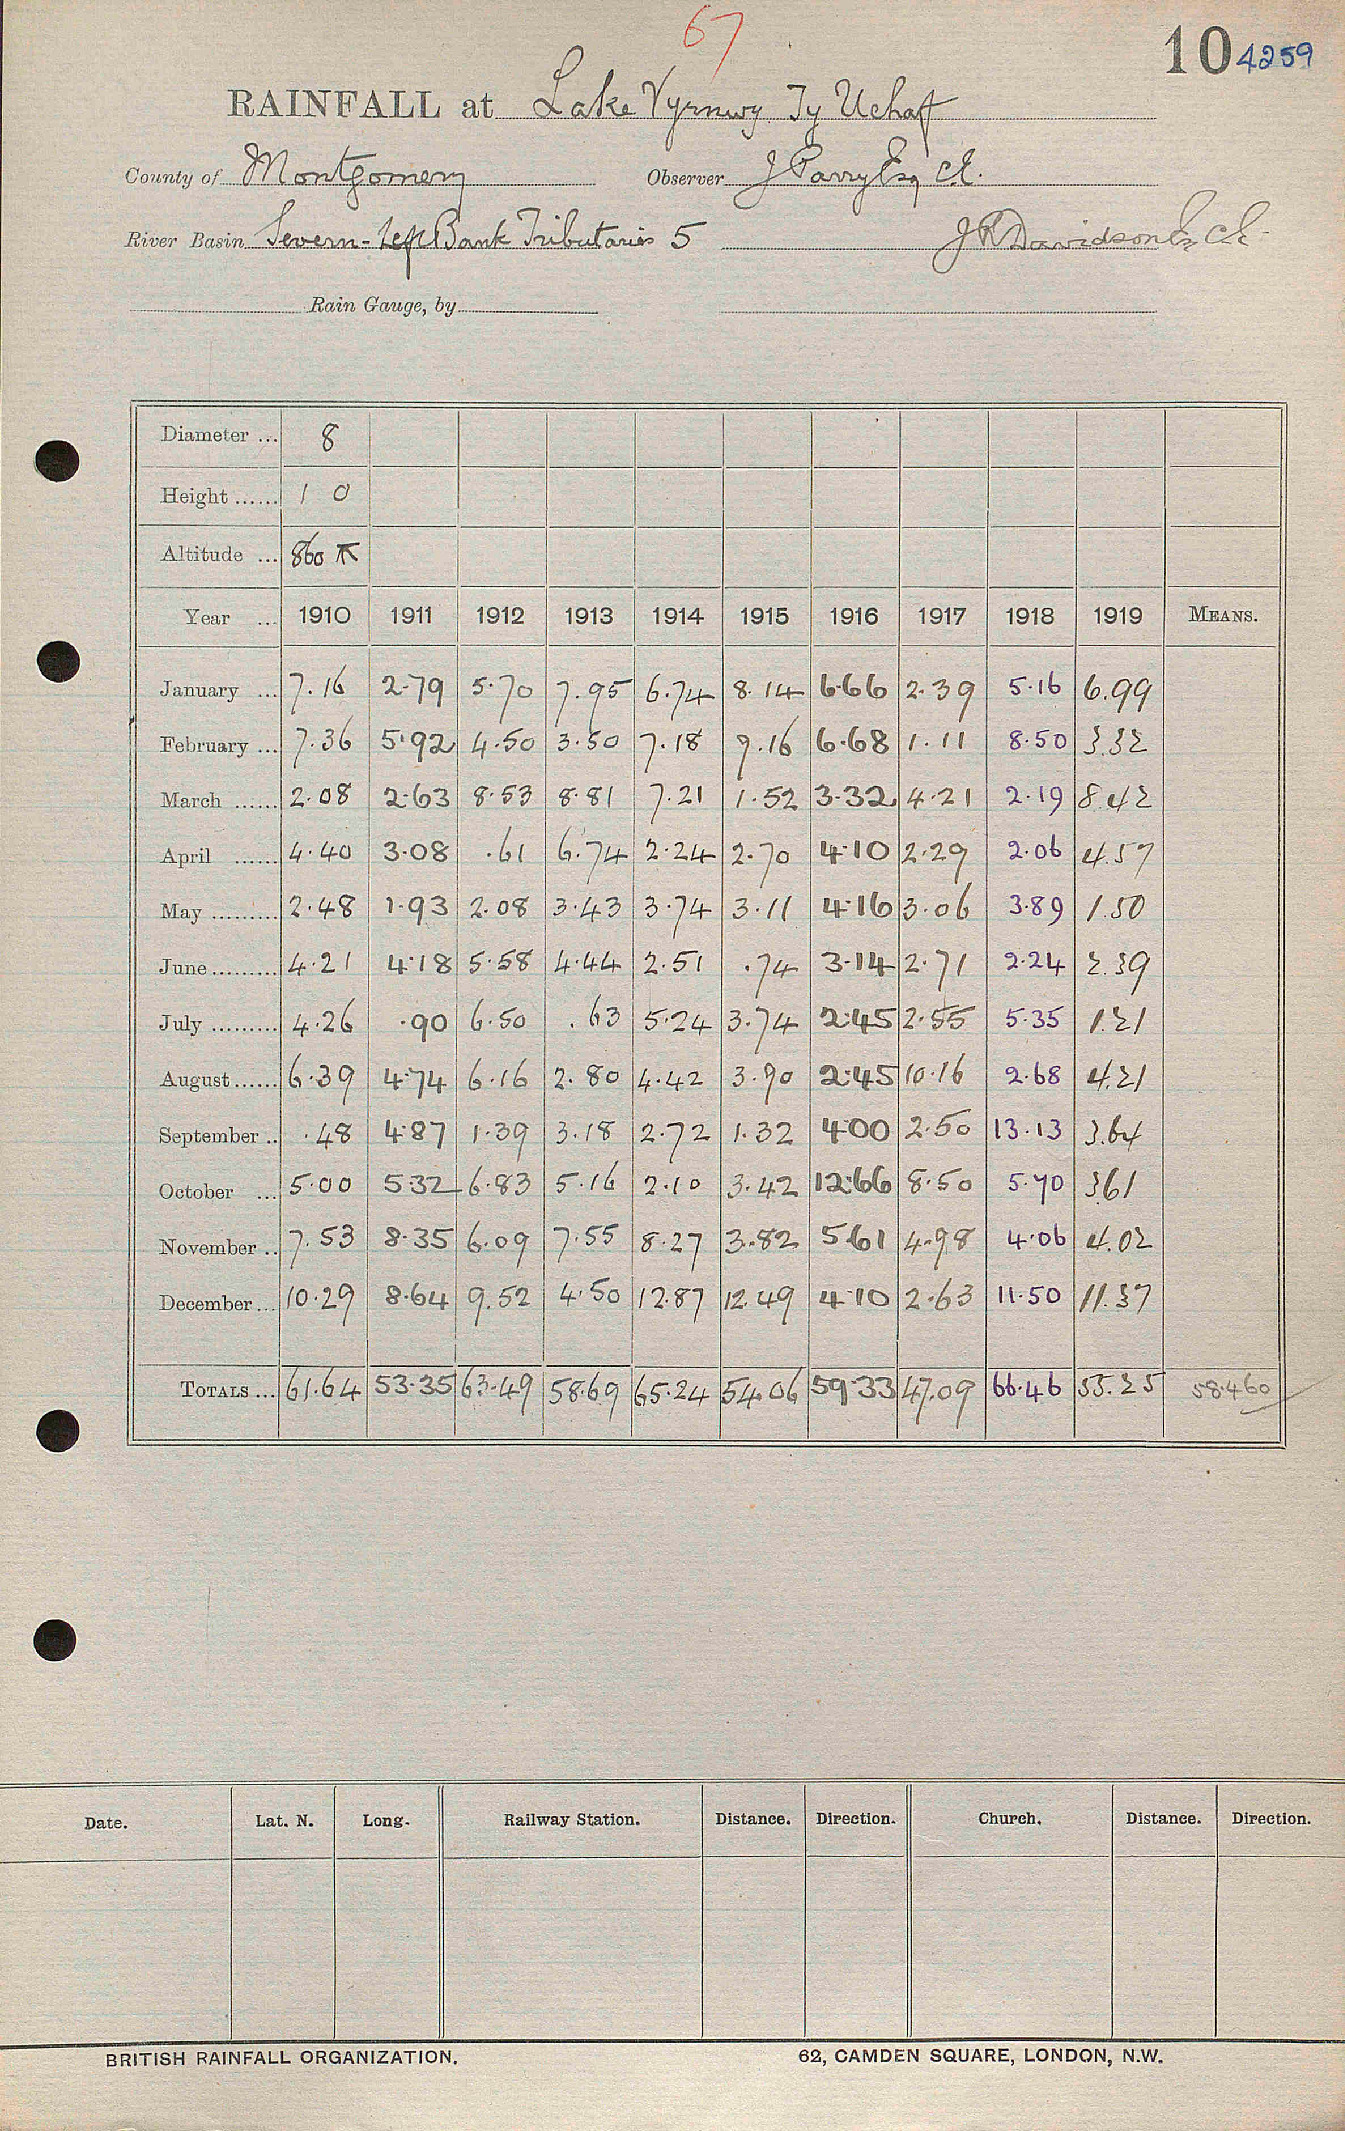 67
10 4259
RAINFALL at Lake Vyrnwy Ty Uchaf
County of Montgomery Observer J Parry Esq C.E.
River Basin Severn - Left Bank Tributaries 5 J R Davidson Esq C.E.
Rain Gauge, by
Diameter ... 8
Height ...... 1 0
Altitude ... 860
Year ... 1910 1911 1912 1913 1914 1915 1916 1917 1918 1919 MEANS.
January ... 7.16 2.79 5.70 7.95 6.74 8.14 6.66 2.39 5.16 6.99
February ... 7.36 5.92 4.50 3.50 7.18 9.16 6.68 1.11 8.50 3.32
March ...... 2.08 2.63 8.53 8.81 7.21 1.52 3.32 4.21 2.19 8.42
April ...... 4.40 3.08 .61 6.74 2.24 2.70 4.10 2.29 2.06 4.57
May ......... 2.48 1.93 2.08 3.43 3.74 3.11 4.16 3.06 3.89 1.50
June ......... 4.21 4.18 5.58 4.44 2.51 .74 3.14 2.71 2.24 2.39
July ......... 4.26 .90 6.50 .63 5.24 3.74 2.45 2.55 5.35 1.21
August ...... 6.39 4.74 6.16 2.80 4.42 3.90 2.45 10.16 2.68 4.21
September .. .48 4.87 1.39 3.18 2.72 1.32 4.00 2.50 13.13 3.64
October ... 5.00 5.32 6.83 5.16 2.10 3.42 12.66 8.50 5.70 3.61
November .. 7.53 8.35 6.09 7.55 8.27 3.82 5.61 4.98 4.06 4.02
December ... 10.29 8.64 9.52 4.50 12.87 12.49 4.10 2.63 11.50 11.37
TOTALS ... 61.64 53.35 63.49 58.69 65.24 54.06 59.33 47.09 66.46 55.25 58.460
Date. Lat. N. Long. Railway Station. Distance. Direction. Church. Distance. Direction.
BRITISH RAINFALL ORGANIZATION. 62, CAMDEN SQUARE, LONDON, N.W.